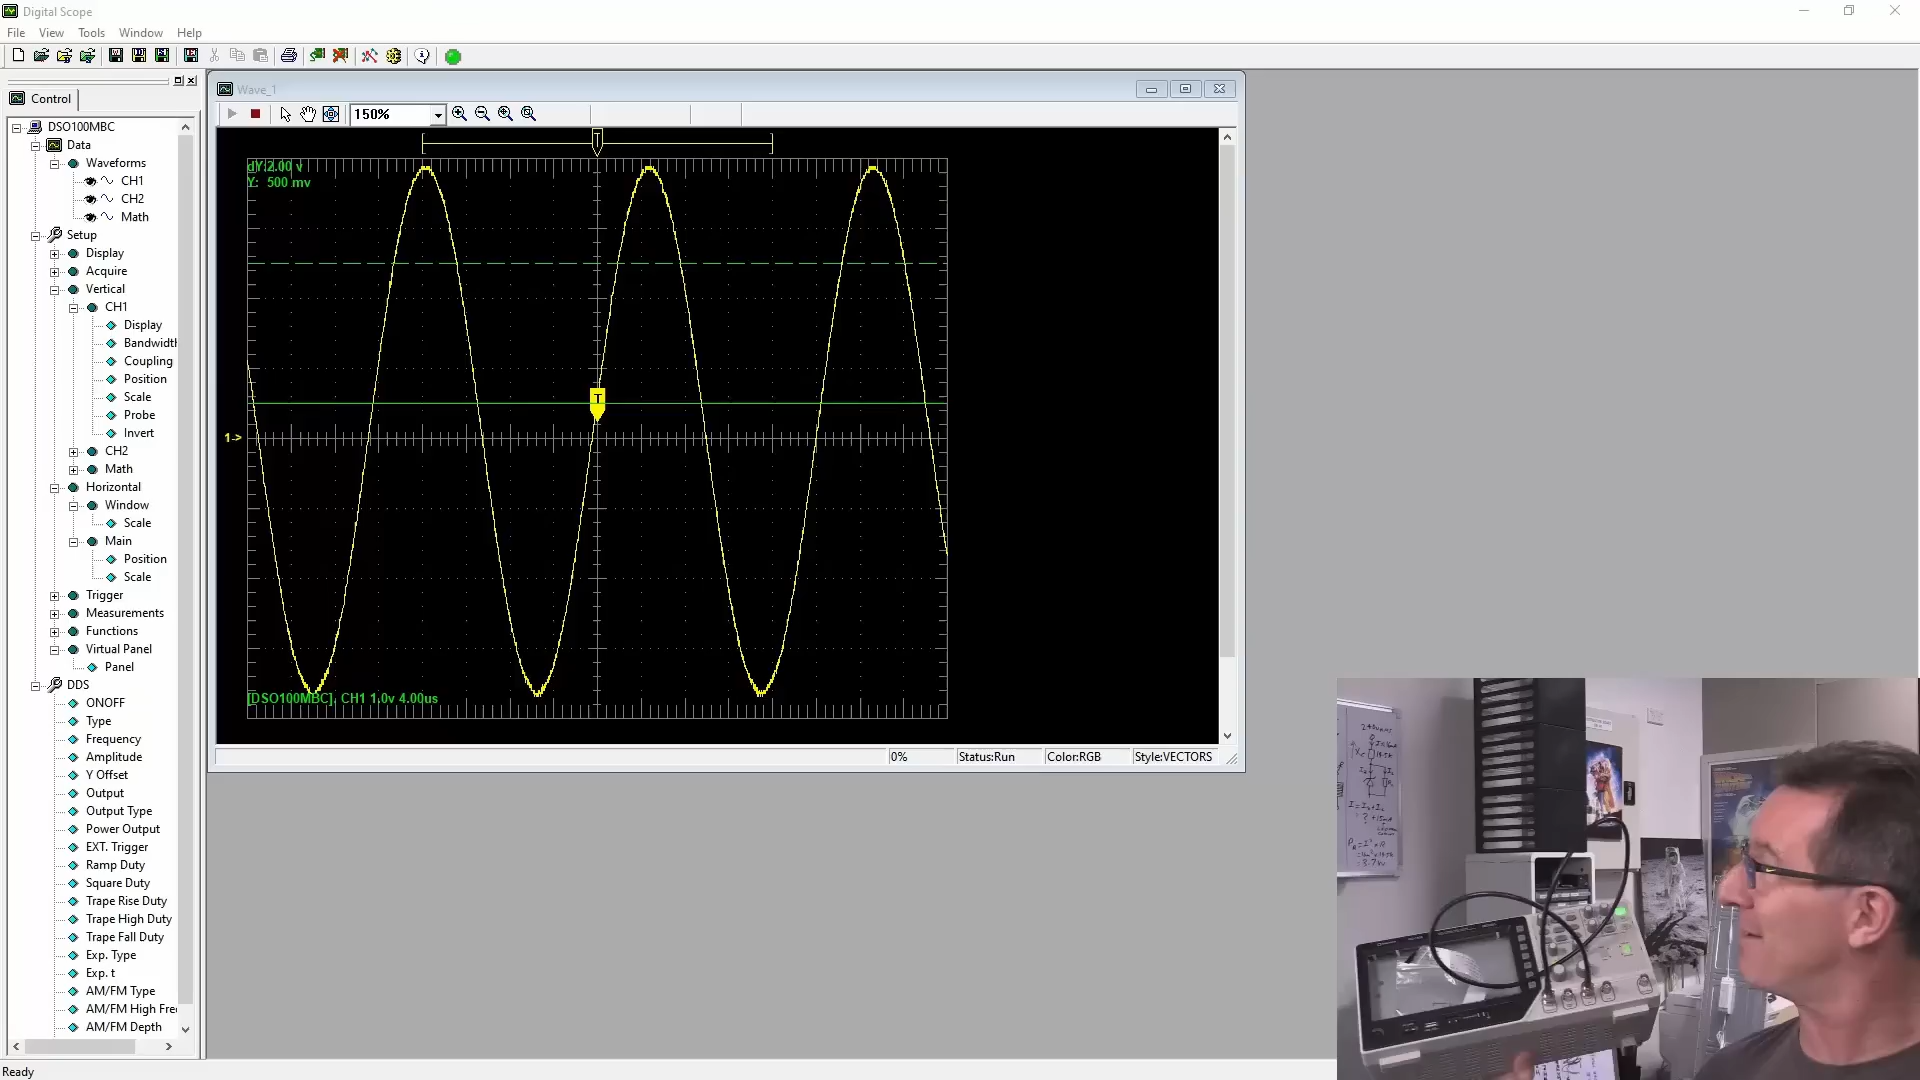 Digital Scope
File View Tools Window Help
Control
DSO100MBC
Data
Waveforms
CH1
CH2
Math
Setup
Display
Acquire
Vertical
CH1
Display
Bandwidth
Coupling
Position
Scale
Probe
Invert
CH2
Math
Horizontal
Window
Scale
Main
Position
Scale
Trigger
Measurements
Functions
Virtual Panel
Panel
DDS
ONOFF
Type
Frequency
Amplitude
Y Offset
Output
Output Type
Power Output
EXT. Trigger
Ramp Duty
Square Duty
Trape Rise Duty
Trape High Duty
Trape Fall Duty
Exp. Type
Exp. t
AM/FM Type
AM/FM High Fre
AM/FM Depth
Ready
Wave_1
150%
T
dY:2.00 v
Y: 500 mv
T
1->
[DSO100MBC], CH1 1.0v 4.00us
0% Status:Run Color:RGB Style:VECTORS